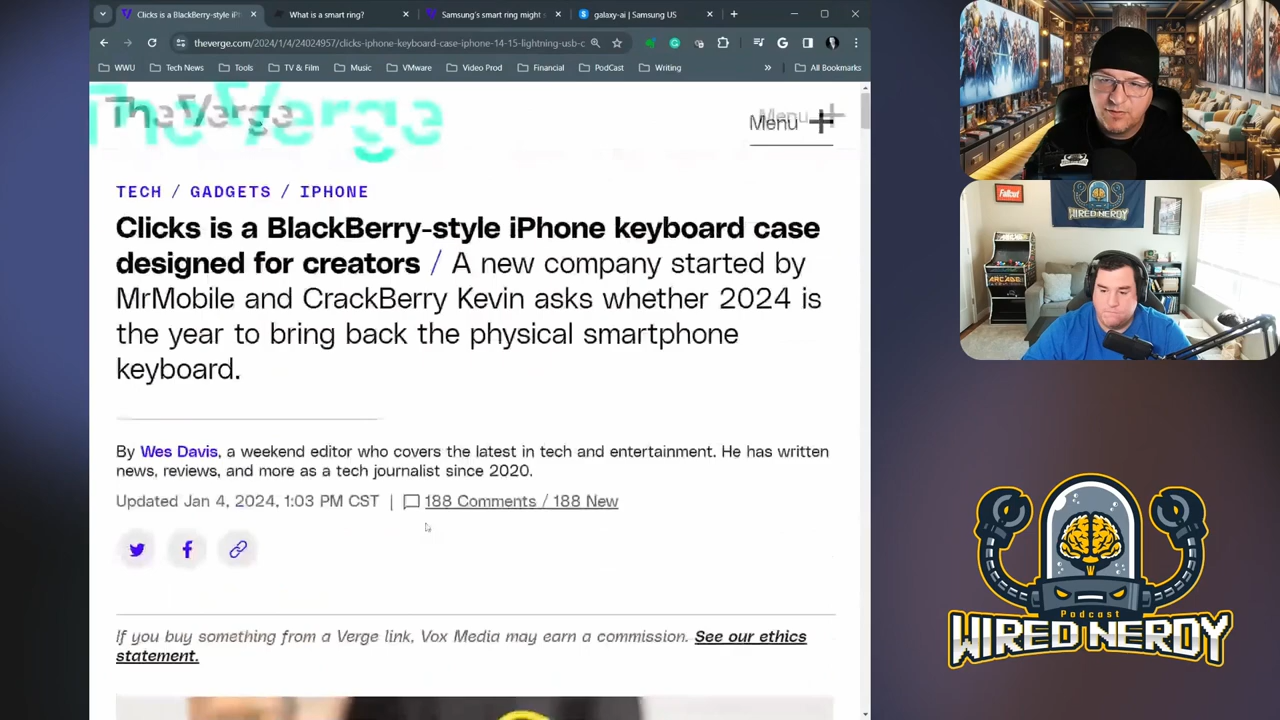 Clicks is a BlackBerry-style iP
What is a smart ring?
Samsung's smart ring might
galaxy-ai | Samsung US
theverge.com/2024/1/4/24024957/clicks-iphone-keyboard-case-iphone-14-15-lightning-usb-c
WWU
Tech News
Tools
TV & Film
Music
VMware
Video Prod
Financial
PodCast
Writing
»
All Bookmarks
The Verge
Menu
TECH / GADGETS / IPHONE
Clicks is a BlackBerry-style iPhone keyboard case
designed for creators / A new company started by
MrMobile and CrackBerry Kevin asks whether 2024 is
the year to bring back the physical smartphone
keyboard.
By Wes Davis, a weekend editor who covers the latest in tech and entertainment. He has written
news, reviews, and more as a tech journalist since 2020.
Updated Jan 4, 2024, 1:03 PM CST | 188 Comments / 188 New
If you buy something from a Verge link, Vox Media may earn a commission. See our ethics
statement.
Fallout
WIRED NERDY
ARCADE
Podcast
WIRED NERDY